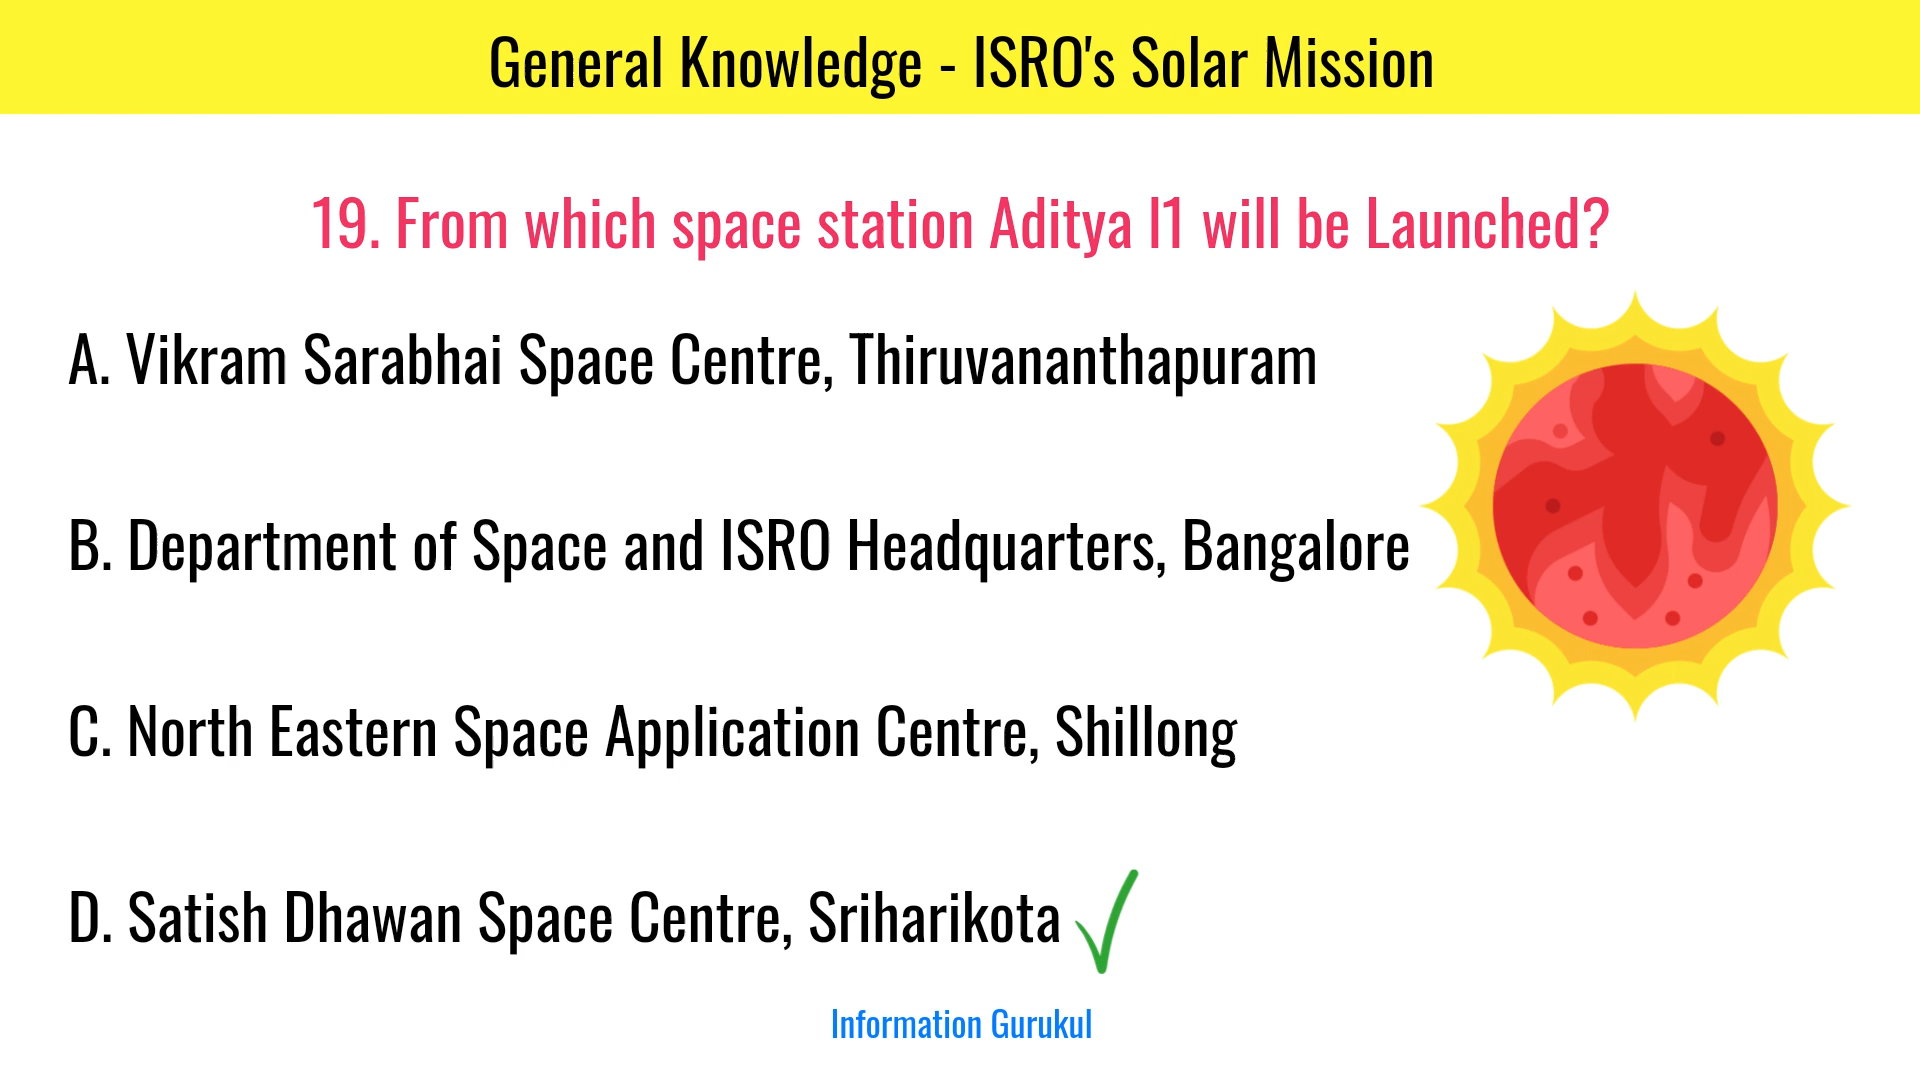 General Knowledge - ISRO's Solar Mission
19. From which space station Aditya l1 will be Launched?
A. Vikram Sarabhai Space Centre, Thiruvananthapuram
B. Department of Space and ISRO Headquarters, Bangalore
C. North Eastern Space Application Centre, Shillong
D. Satish Dhawan Space Centre, Sriharikota
Information Gurukul